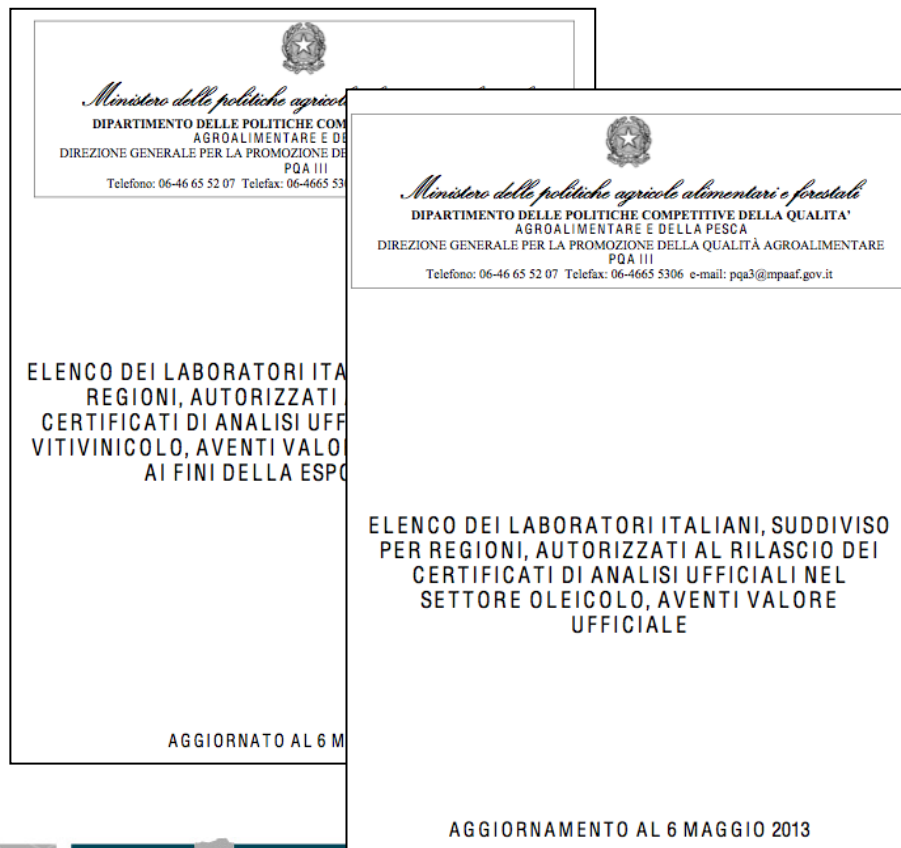 Ministero delle politiche agricol
DIPARTIMENTO DELLE POLITICHE COM
AGROALIMENTARE E DE
DIREZIONE GENERALE PER LA PROMOZIONE DE
PQA III
Telefono: 06-46 65 52 07 Telefax: 06-4665 530
ELENCO DEI LABORATORI ITA
REGIONI, AUTORIZZATI
CERTIFICATI DI ANALISI UFF
VITIVINICOLO, AVENTI VALO
AI FINI DELLA ESPO
AGGIORNATO AL 6 M
Ministero delle politiche agricole alimentari e forestali
DIPARTIMENTO DELLE POLITICHE COMPETITIVE DELLA QUALITA'
AGROALIMENTARE E DELLA PESCA
DIREZIONE GENERALE PER LA PROMOZIONE DELLA QUALITÀ AGROALIMENTARE
PQA III
Telefono: 06-46 65 52 07 Telefax: 06-4665 5306 e-mail: pqa3@mpaaf.gov.it
ELENCO DEI LABORATORI ITALIANI, SUDDIVISO
PER REGIONI, AUTORIZZATI AL RILASCIO DEI
CERTIFICATI DI ANALISI UFFICIALI NEL
SETTORE OLEICOLO, AVENTI VALORE
UFFICIALE
AGGIORNAMENTO AL 6 MAGGIO 2013